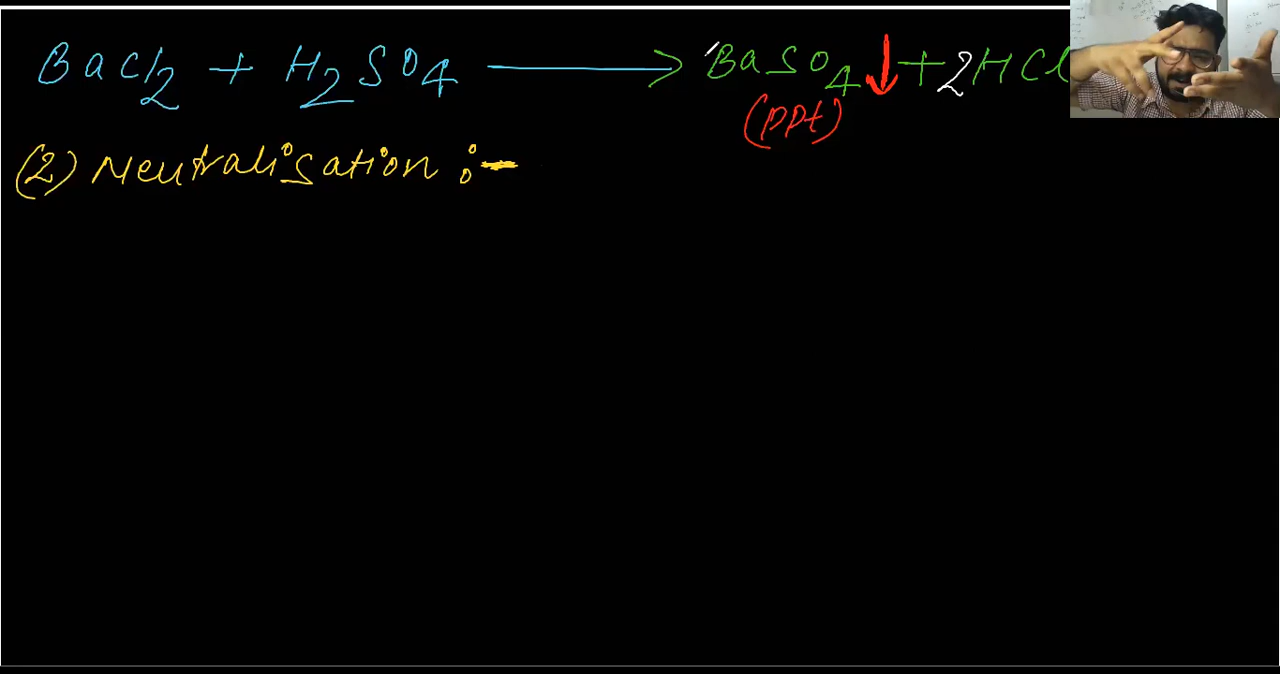 BaCl2 + H2SO4 ⟶ BaSO4 ↓ + 2HCl
(ppt)
(2) Neutralisation :-